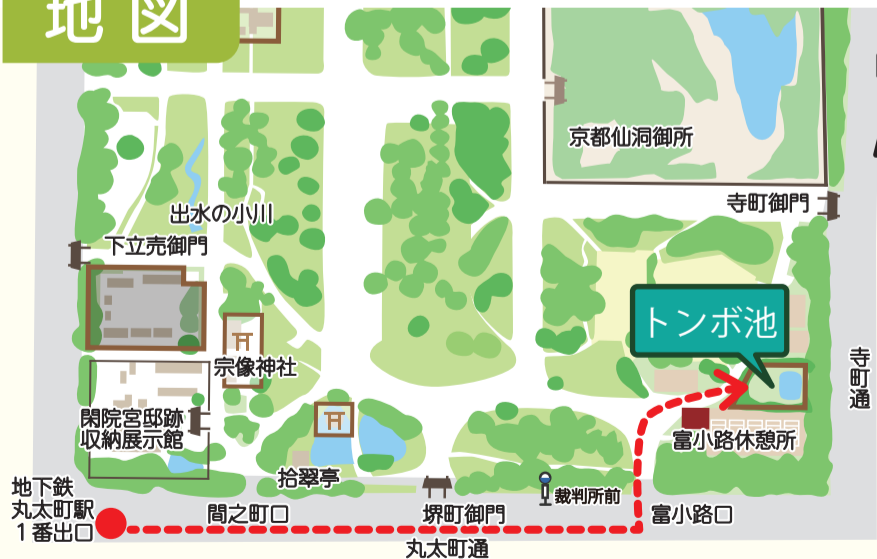 地図
京都仙洞御所
寺町御門
出水の小川
下立売御門
トンボ池
宗像神社
寺町通
閑院宮邸跡
収納展示館
富小路休憩所
拾翠亭
地下鉄
丸太町駅
1番出口
間之町口
堺町御門
裁判所前
富小路口
丸太町通